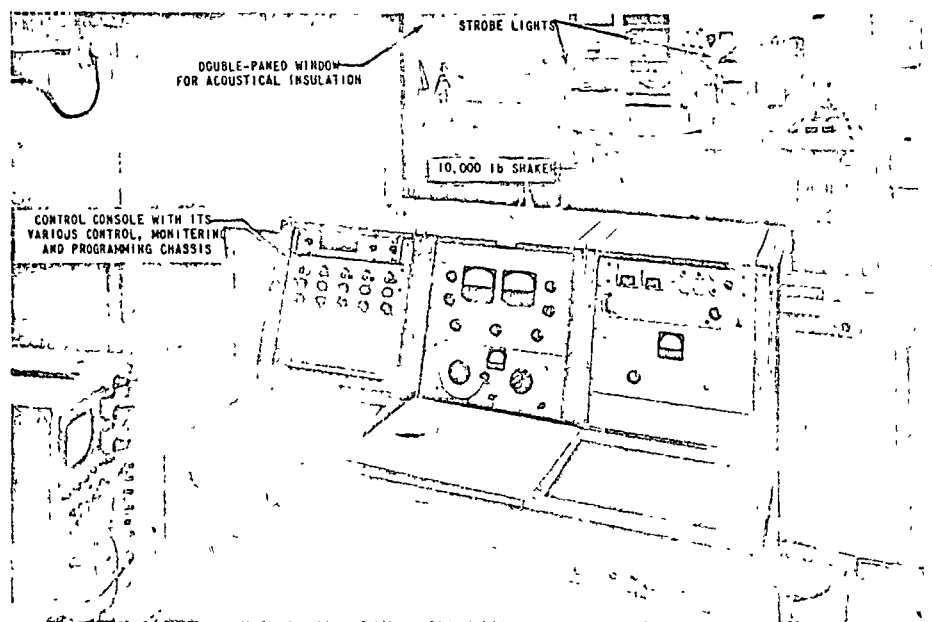 STROBE LIGHTS
DOUBLE-PANED WINDOW
FOR ACOUSTICAL INSULATION
10,000 lb SHAKER
CONTROL CONSOLE WITH ITS
VARIOUS CONTROL, MONITERING
AND PROGRAMMING CHASSIS